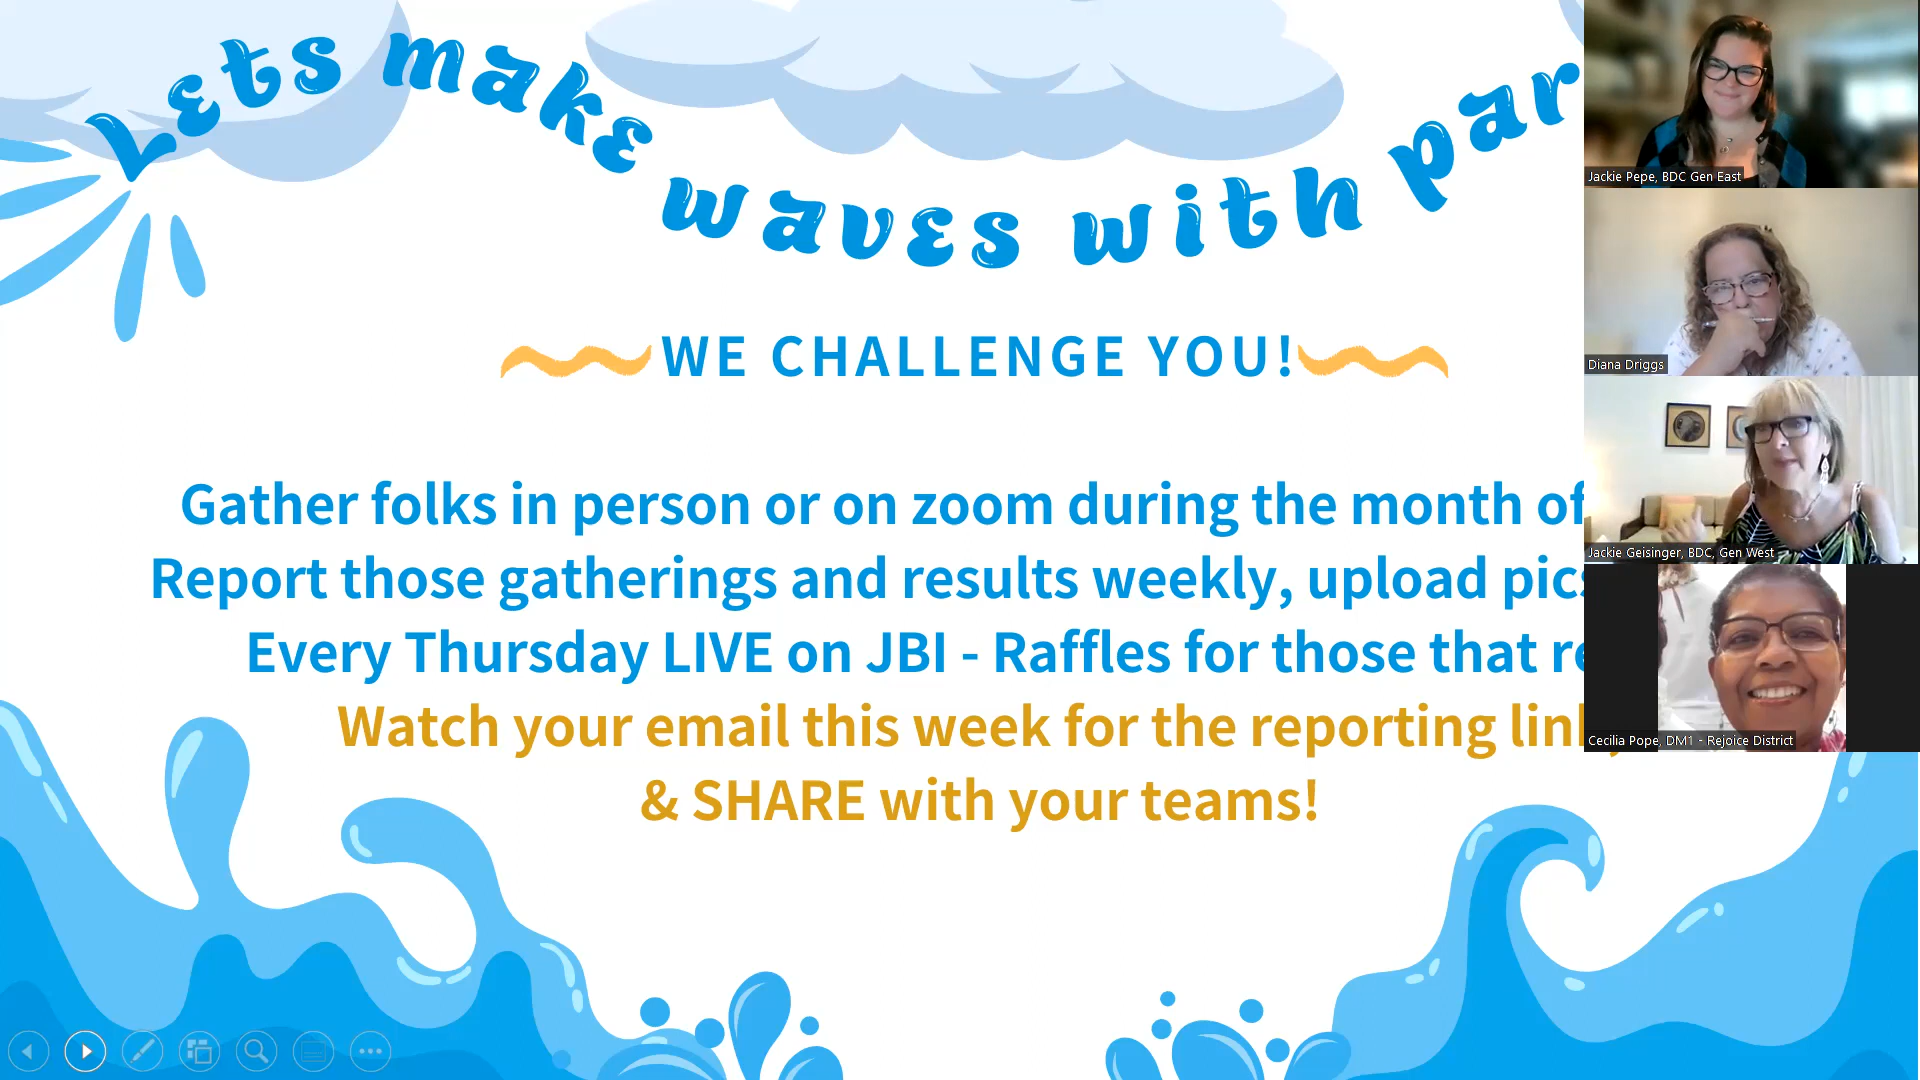 Lets make waves with par
WE CHALLENGE YOU!
Gather folks in person or on zoom during the month of
Report those gatherings and results weekly, upload pics
Every Thursday LIVE on JBI - Raffles for those that re
Watch your email this week for the reporting link,
& SHARE with your teams!
Jackie Pepe, BDC Gen East
Diana Driggs
Jackie Geisinger, BDC, Gen West
Cecilia Pope, DM1 - Rejoice District